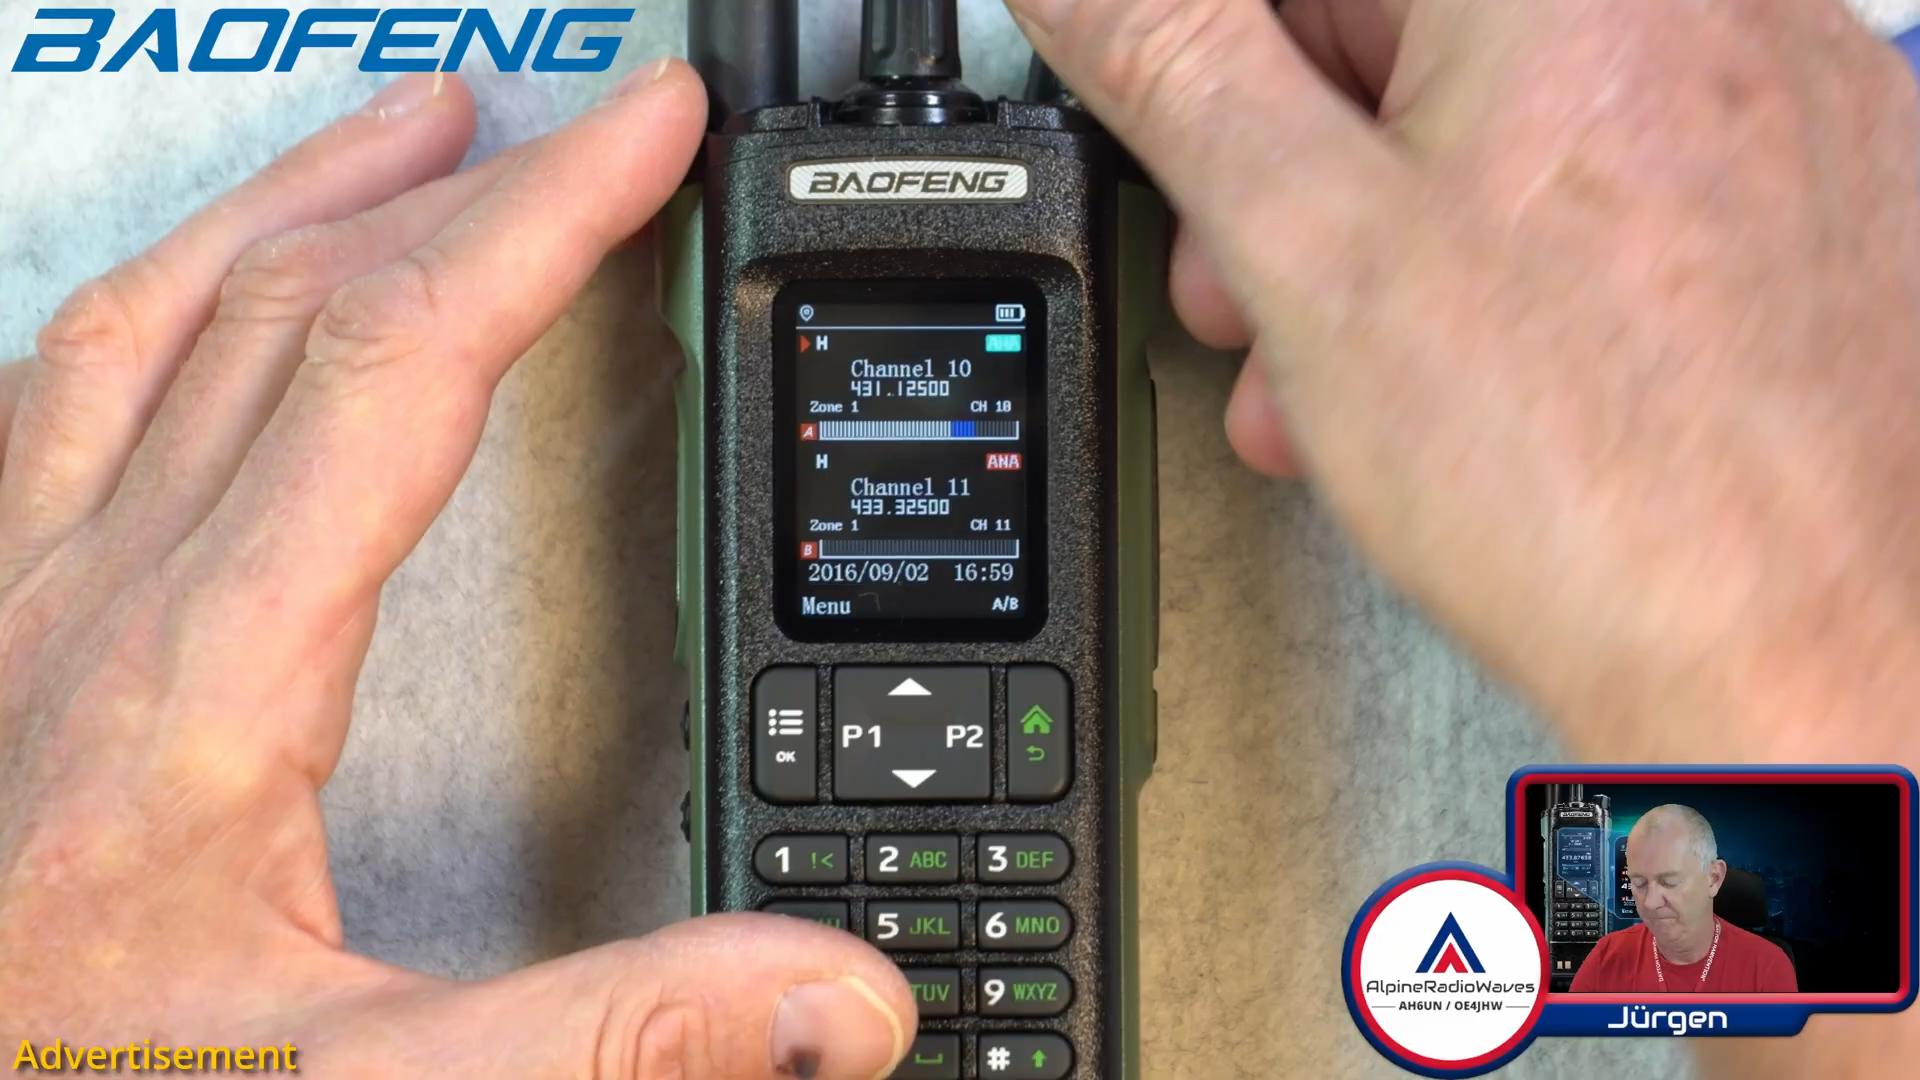 BAOFENG
BAOFENG
H
Channel 10
431.12500
Zone 1 CH 10
A
H ANA
Channel 11
433.32500
Zone 1 CH 11
B
2016/09/02 16:59
Menu A/B
P1 P2
OK
1 !< 2 ABC 3 DEF
5 JKL 6 MNO
TUV 9 WXYZ
#
AlpineRadioWaves
AH6UN / OE4JHW
Jürgen
Advertisement